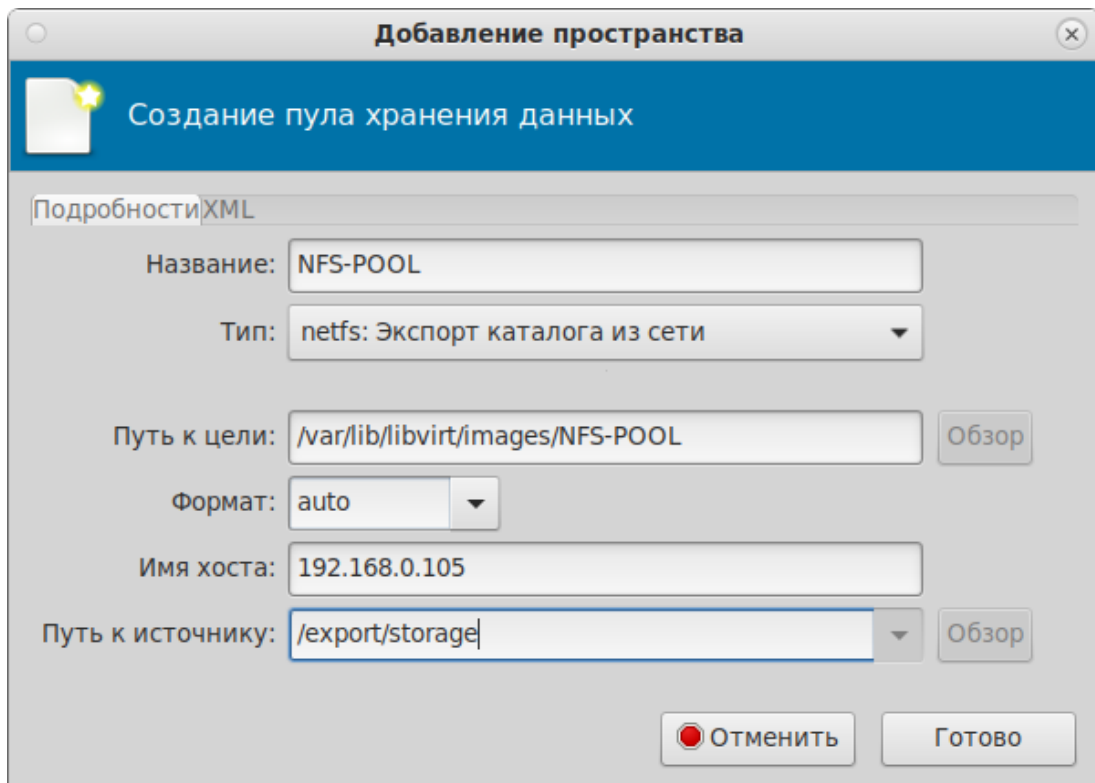 Добавление пространства
Создание пула хранения данных
Подробности XML
Название: NFS-POOL
Тип: netfs: Экспорт каталога из сети
Путь к цели: /var/lib/libvirt/images/NFS-POOL Обзор
Формат: auto
Имя хоста: 192.168.0.105
Путь к источнику: /export/storage Обзор
Отменить Готово